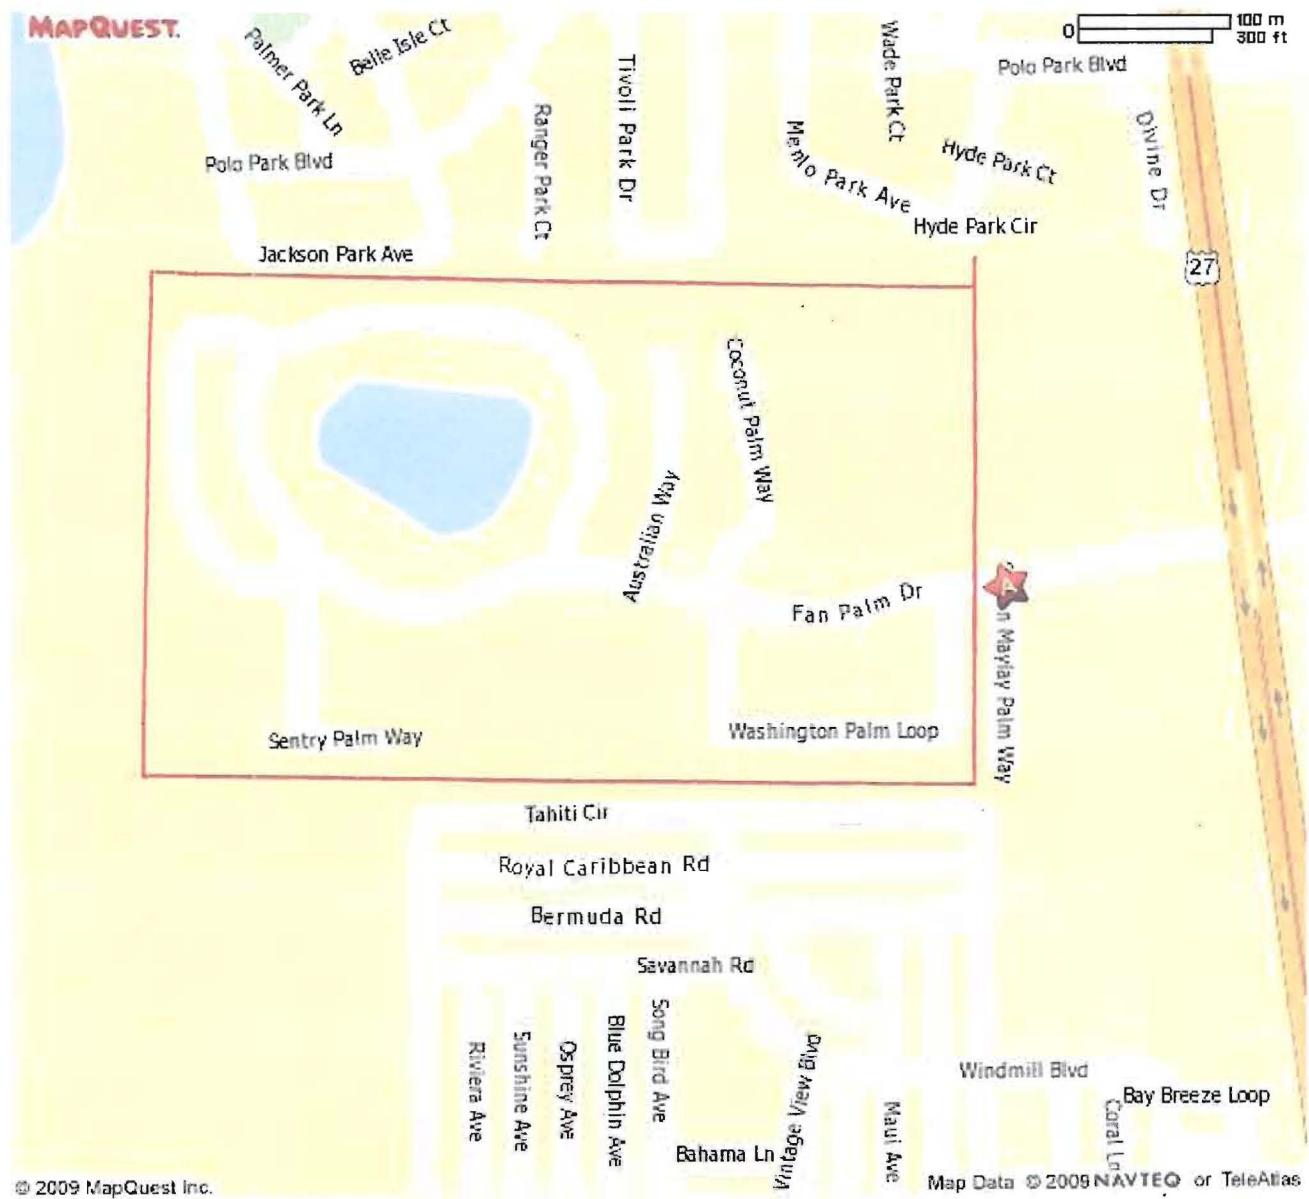 MAPQUEST.
0
100 m
300 ft
Palmer Park Ln
Belle Isle Ct
Tivoli Park Dr
Wade Park Ct
Polo Park Blvd
Ranger Park Ct
Menlo Park Ave
Hyde Park Ct
Divine Dr
Polo Park Blvd
Hyde Park Cir
Jackson Park Ave
27
Coconut Palm Way
Australian Way
Fan Palm Dr
A
Maylay Palm Way
Sentry Palm Way
Washington Palm Loop
Tahiti Cir
Royal Caribbean Rd
Bermuda Rd
Savannah Rd
Riviera Ave
Sunshine Ave
Osprey Ave
Blue Dolphin Ave
Song Bird Ave
Vintage View Blvd
Windmill Blvd
Bay Breeze Loop
Maui Ave
Coral Ln
Bahama Ln
© 2009 MapQuest Inc.
Map Data © 2009 NAVTEQ or TeleAtlas